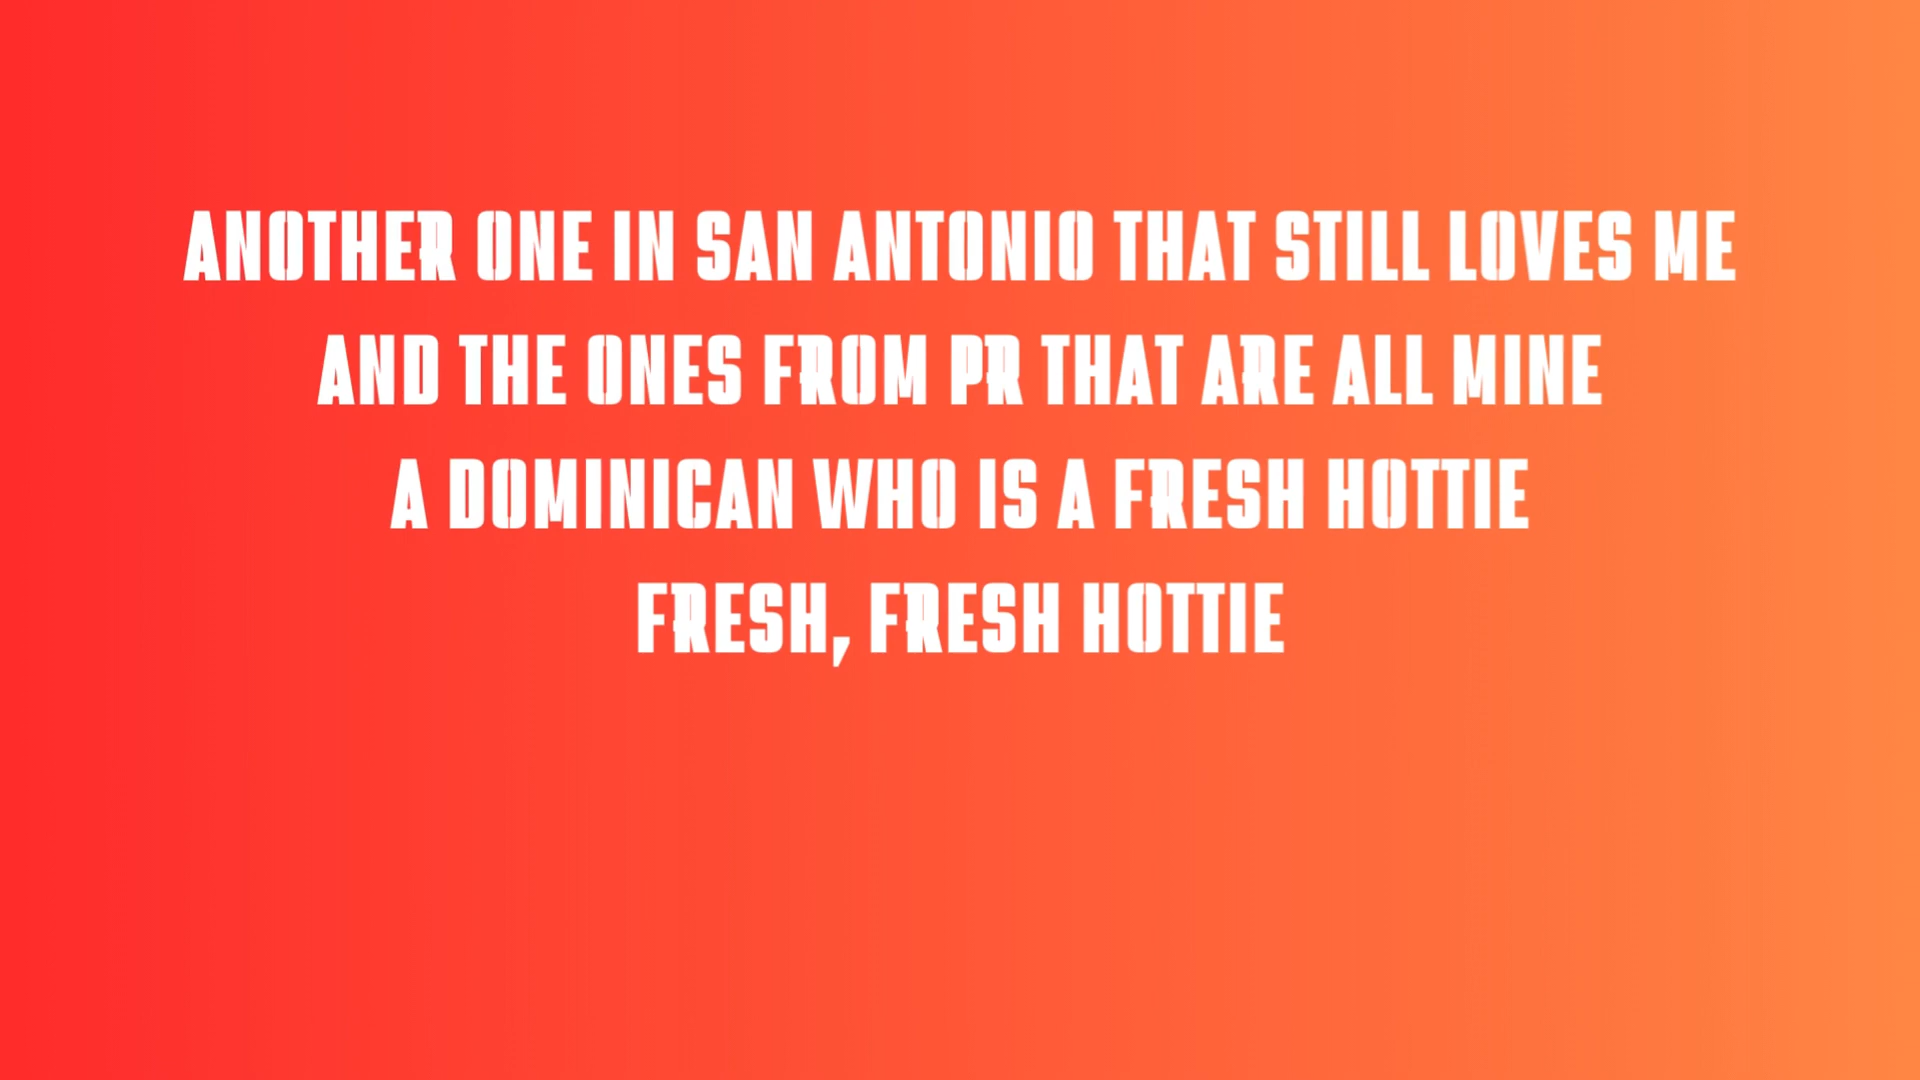 ANOTHER ONE IN SAN ANTONIO THAT STILL LOVES ME
AND THE ONES FROM PR THAT ARE ALL MINE
A DOMINICAN WHO IS A FRESH HOTTIE
FRESH, FRESH HOTTIE